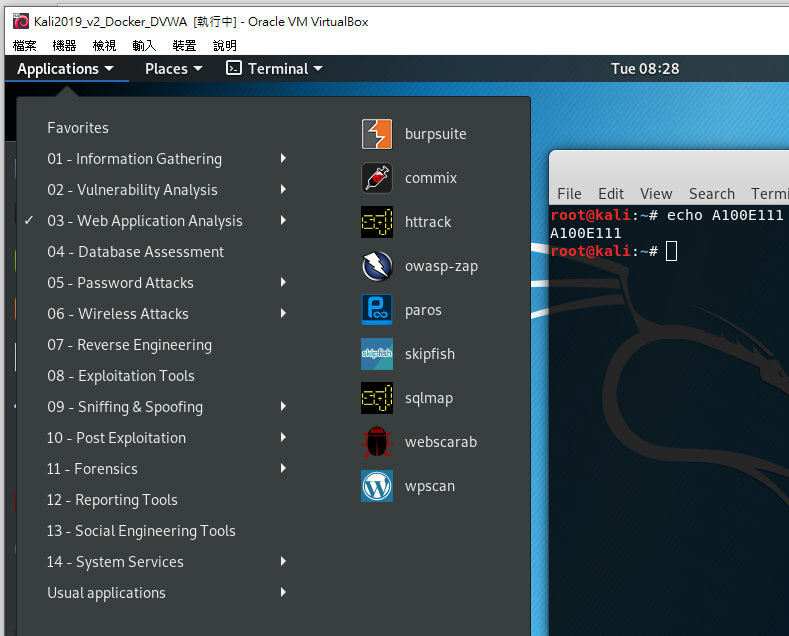 Kali2019_v2_Docker_DVWA [執行中] - Oracle VM VirtualBox
檔案 機器 檢視 輸入 裝置 說明
Applications Places Terminal Tue 08:28
Favorites
01 - Information Gathering
02 - Vulnerability Analysis
✓ 03 - Web Application Analysis
04 - Database Assessment
05 - Password Attacks
06 - Wireless Attacks
07 - Reverse Engineering
08 - Exploitation Tools
09 - Sniffing & Spoofing
10 - Post Exploitation
11 - Forensics
12 - Reporting Tools
13 - Social Engineering Tools
14 - System Services
Usual applications
burpsuite
commix
httrack
owasp-zap
paros
skipfish
skipfish
sqlmap
webscarab
wpscan
File Edit View Search Termi
root@kali:~# echo A100E111
A100E111
root@kali:~#